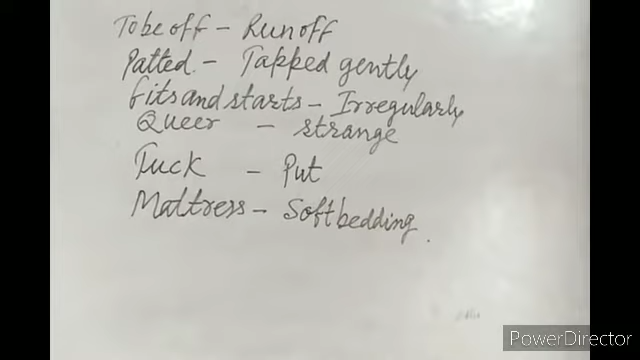 To be off - Run off
Patted. - Tapped gently
Fits and starts - Irregularly
Queer - strange
Tuck - Put
Mattress - Soft bedding.
PowerDirector